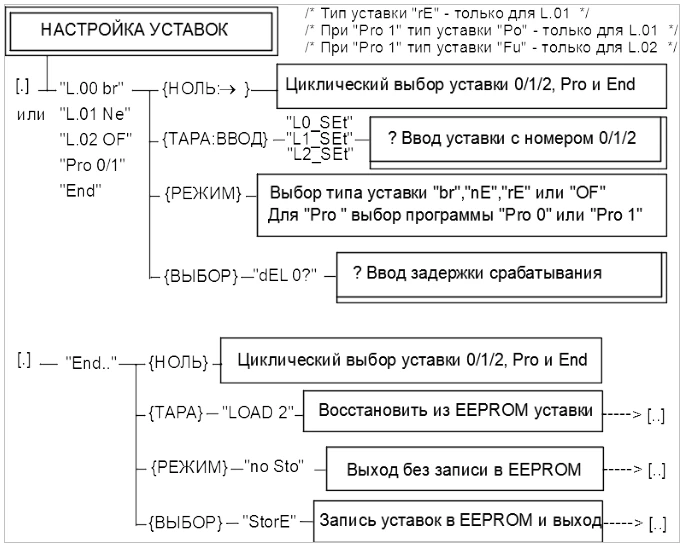 НАСТРОЙКА УСТАВОК
/* Тип уставки "rE" - только для L.01 */
/* При "Pro 1" тип уставки "Po" - только для L.01 */
/* При "Pro 1" тип уставки "Fu" - только для L.02 */
[.] "L.00 br" {НОЛЬ:→ } Циклический выбор уставки 0/1/2, Pro и End
или "L.01 Ne"
"L.02 OF"
"Pro 0/1"
"End"
{ТАРА:ВВОД} "L0_SEt"
"L1_SEt"
"L2_SEt"
? Ввод уставки с номером 0/1/2
{РЕЖИМ} Выбор типа уставки "br","nE","rE" или "OF"
Для "Pro " выбор программы "Pro 0" или "Pro 1"
{ВЫБОР} "dEL 0?" ? Ввод задержки срабатывания
[.] "End.." {НОЛЬ} Циклический выбор уставки 0/1/2, Pro и End
{ТАРА} "LOAD 2" Восстановить из EEPROM уставки -----> [..]
{РЕЖИМ} "no Sto" Выход без записи в EEPROM ----> [..]
{ВЫБОР} "StorE" Запись уставок в EEPROM и выход ----> [..]